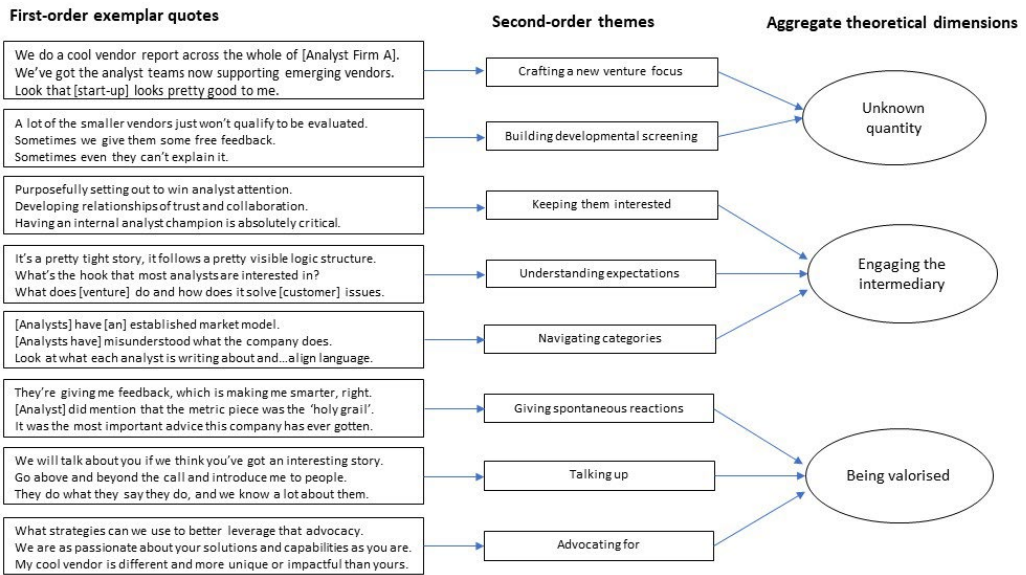 First-order exemplar quotes
Second-order themes
Aggregate theoretical dimensions
We do a cool vendor report across the whole of [Analyst Firm A].
We've got the analyst teams now supporting emerging vendors.
Look that [start-up] looks pretty good to me.
Crafting a new venture focus
A lot of the smaller vendors just won't qualify to be evaluated.
Sometimes we give them some free feedback.
Sometimes even they can't explain it.
Building developmental screening
Unknown
quantity
Purposefully setting out to win analyst attention.
Developing relationships of trust and collaboration.
Having an internal analyst champion is absolutely critical.
Keeping them interested
It's a pretty tight story, it follows a pretty visible logic structure.
What's the hook that most analysts are interested in?
What does [venture] do and how does it solve [customer] issues.
Understanding expectations
[Analysts] have [an] established market model.
[Analysts have] misunderstood what the company does.
Look at what each analyst is writing about and…align language.
Navigating categories
Engaging the
intermediary
They're giving me feedback, which is making me smarter, right.
[Analyst] did mention that the metric piece was the 'holy grail'.
It was the most important advice this company has ever gotten.
Giving spontaneous reactions
We will talk about you if we think you've got an interesting story.
Go above and beyond the call and introduce me to people.
They do what they say they do, and we know a lot about them.
Talking up
What strategies can we use to better leverage that advocacy.
We are as passionate about your solutions and capabilities as you are.
My cool vendor is different and more unique or impactful than yours.
Advocating for
Being valorised